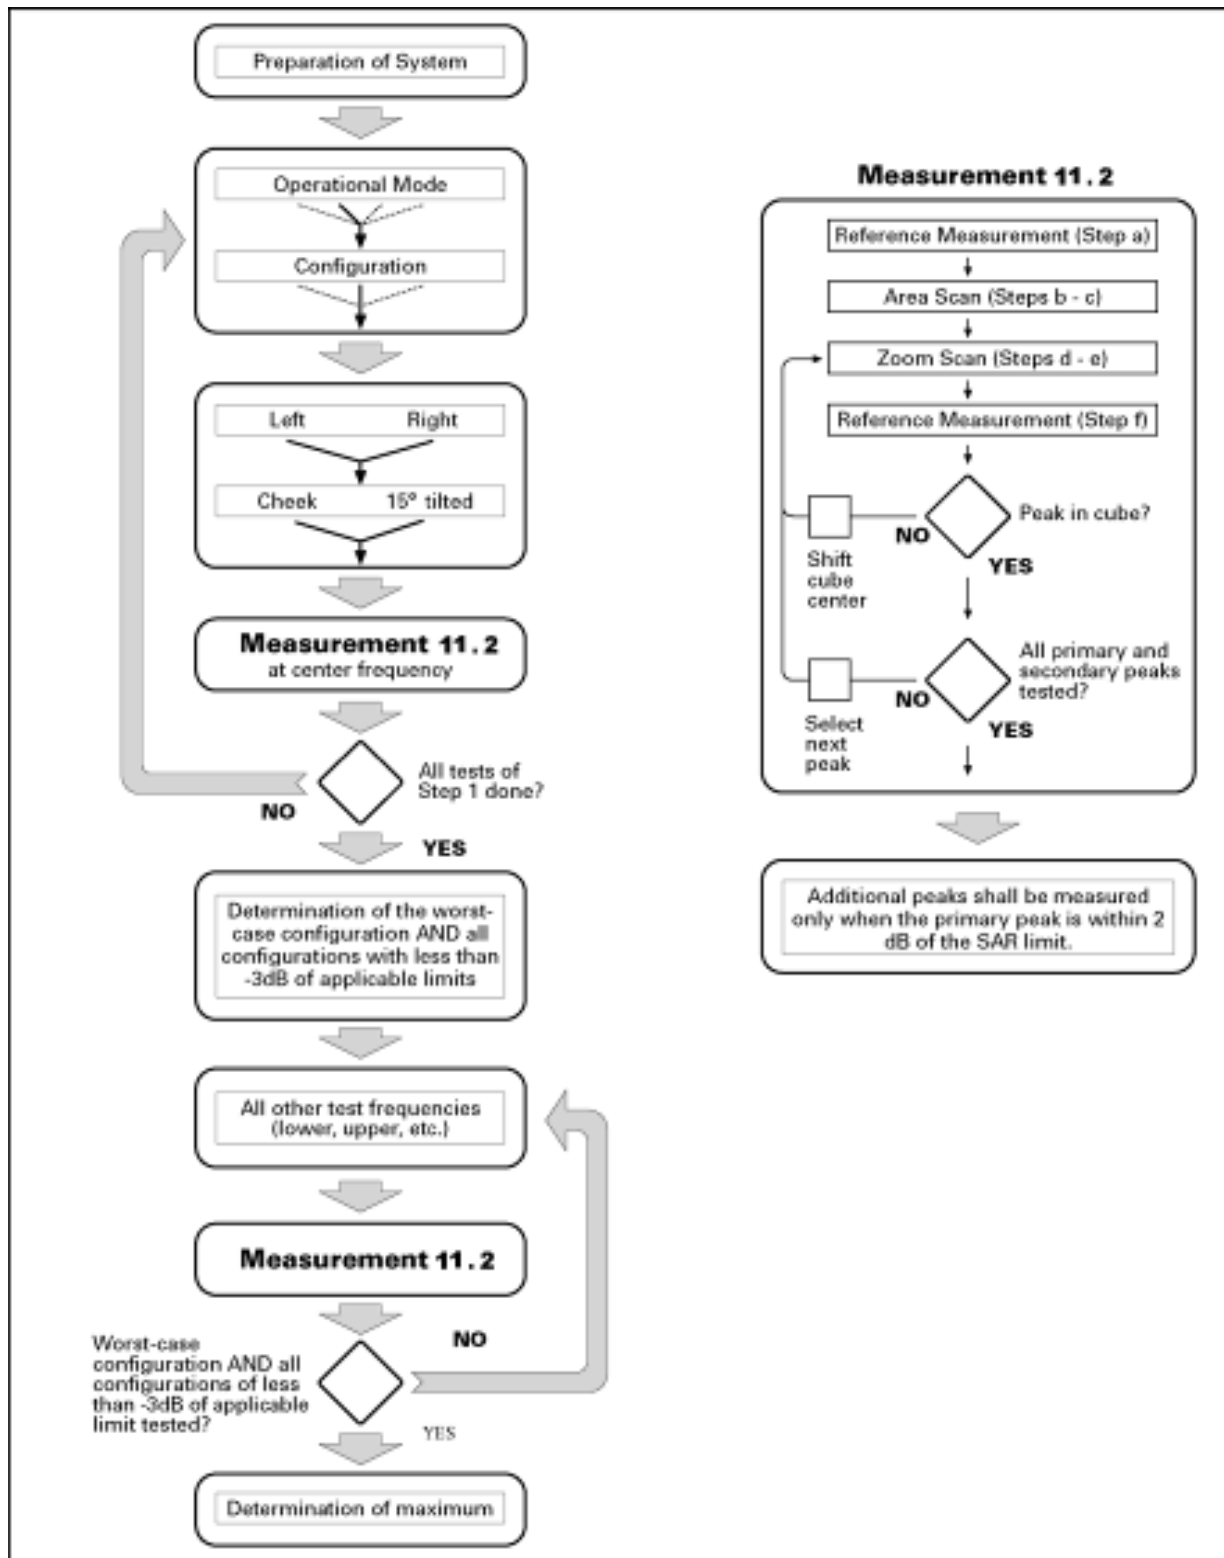 Preparation of System
Operational Mode
Configuration
Left Right
Cheek 15° tilted
Measurement 11.2
at center frequency
All tests of
Step 1 done?
NO
YES
Determination of the worst-
case configuration AND all
configurations with less than
-3dB of applicable limits
All other test frequencies
(lower, upper, etc.)
Measurement 11.2
NO
Worst-case
configuration AND all
configurations of less
than -3dB of applicable
limit tested?
YES
Determination of maximum
Measurement 11.2
Reference Measurement (Step a)
Area Scan (Steps b - c)
Zoom Scan (Steps d - e)
Reference Measurement (Step f)
Peak in cube?
NO
YES
Shift
cube
center
All primary and
secondary peaks
tested?
NO
YES
Select
next
peak
Additional peaks shall be measured
only when the primary peak is within 2
dB of the SAR limit.